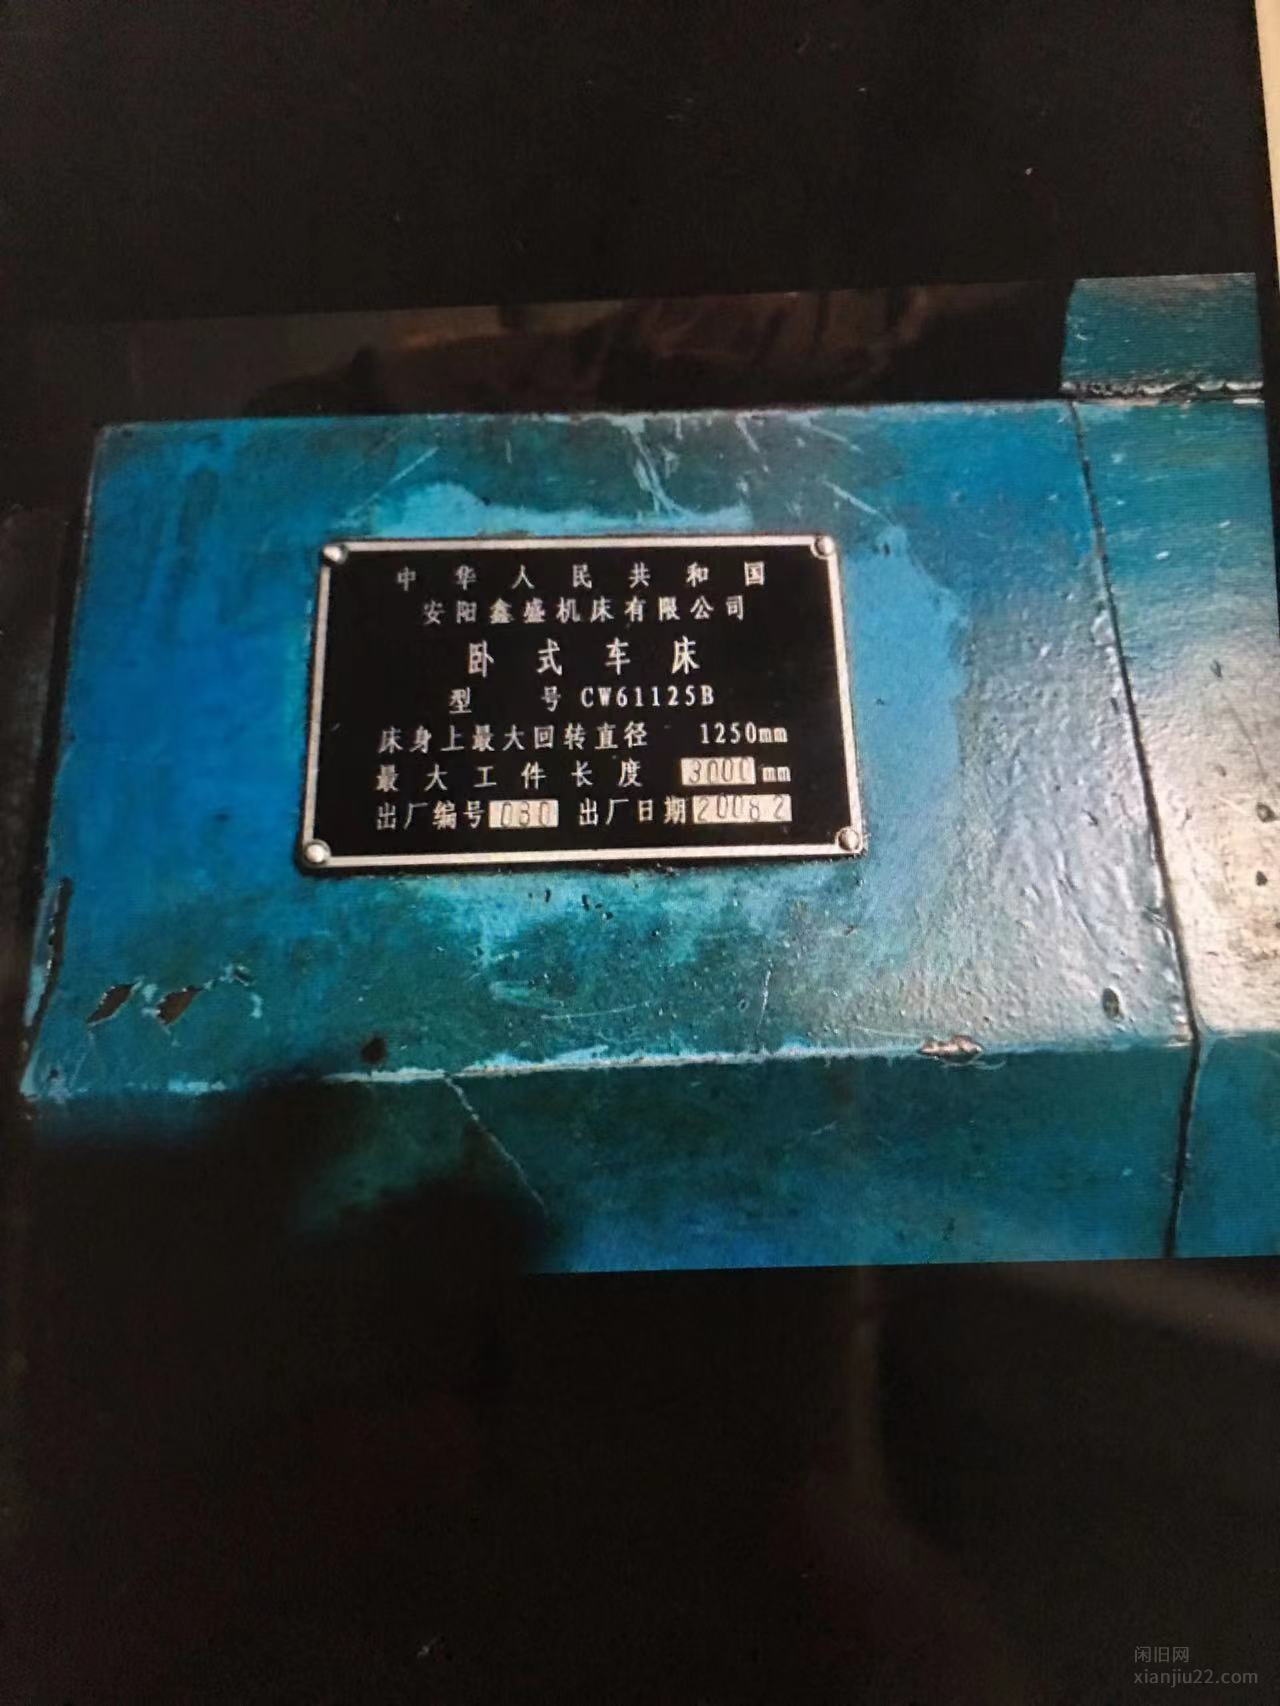 中华人民共和国
安阳鑫盛机床有限公司
卧式车床
型号 CW61125B
床身上最大回转直径 1250mm
最大工件长度 3000 mm
出厂编号 030 出厂日期 2008 2
闲旧网
xianjiu22.com